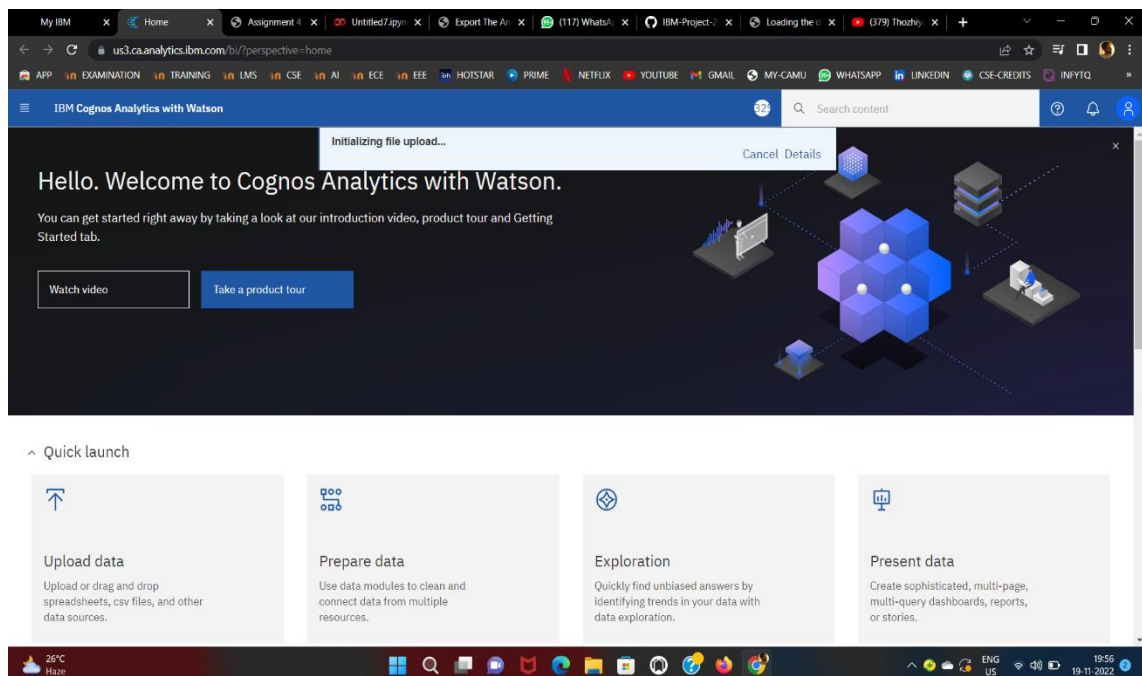 My IBM
Home
Assignment 4
Untitled7.ipyn
Export The An
(117) WhatsAp
IBM-Project-2
Loading the d
(379) Thozhiy
us3.ca.analytics.ibm.com/bi/?perspective=home
APP EXAMINATION TRAINING LMS CSE AI ECE EEE HOTSTAR PRIME NETFLIX YOUTUBE GMAIL MY-CAMU WHATSAPP LINKEDIN CSE-CREDITS INFYTQ »
IBM Cognos Analytics with Watson
Search content
Initializing file upload...
Cancel Details
Hello. Welcome to Cognos Analytics with Watson.
You can get started right away by taking a look at our introduction video, product tour and Getting
Started tab.
Watch video
Take a product tour
Quick launch
Upload data
Upload or drag and drop
spreadsheets, csv files, and other
data sources.
Prepare data
Use data modules to clean and
connect data from multiple
resources.
Exploration
Quickly find unbiased answers by
identifying trends in your data with
data exploration.
Present data
Create sophisticated, multi-page,
multi-query dashboards, reports,
or stories.
26°C
Haze
ENG
US
19:56
19-11-2022
2